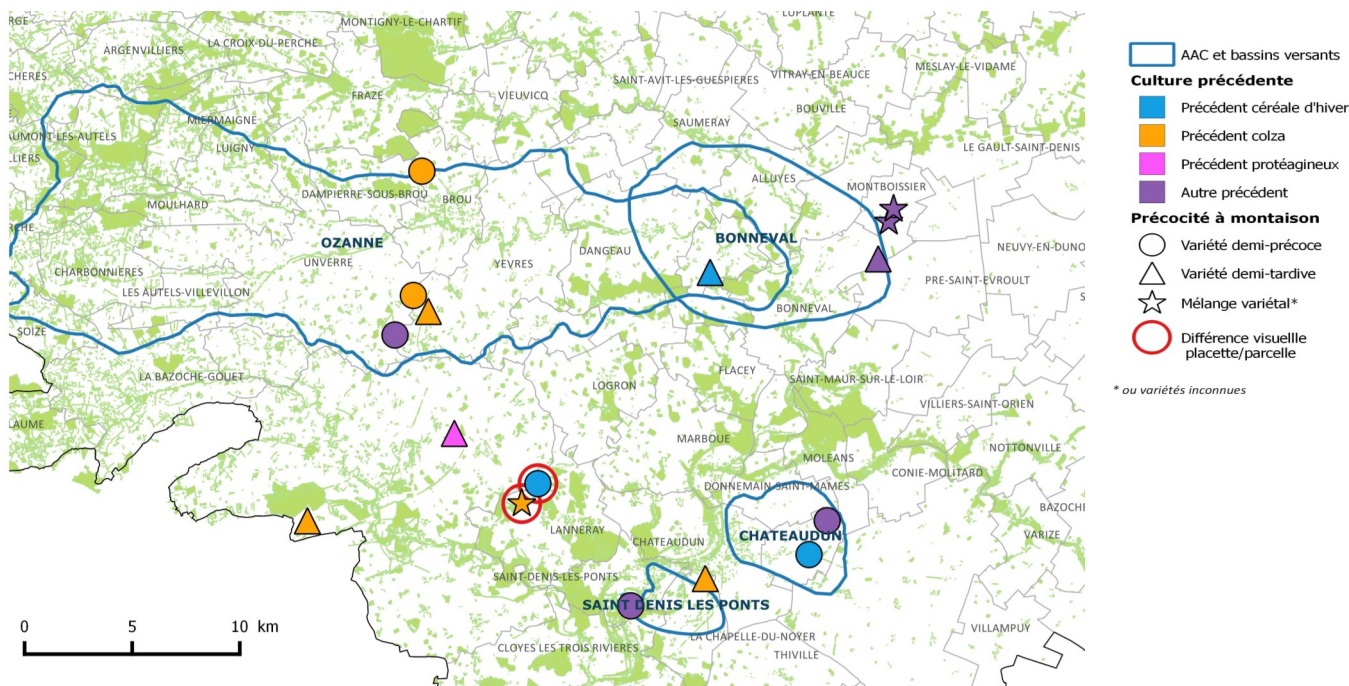 MONTIGNY-LE-CHARTIF
LUPLANTE
ARGENVILLIERS
LA CROIX-DU-PERCHE
MESLAY-LE-VIDAME
SAINT-AVIT-LES-GUESPIERES
VITRAY-EN-BEAUCE
FRAZE
VIEUVICQ
BOUVILLE
MIERMAIGNE
SAUMERAY
AUMONT-LES-AUTELS
LUIGNY
LE GAULT-SAINT-DENIS
LLIERS
ALLUYES
MONTBOISSIER
DAMPIERRE-SOUS-BROU
BROU
MOULHARD
OZANNE
BONNEVAL
NEUVY-EN-DUNO
DANGEAU
UNVERRE
YEVRES
CHARBONNIERES
PRE-SAINT-EVROULT
LES AUTELS-VILLEVILLON
BONNEVAL
SOIZE
FLACEY
LA BAZOCHE-GOUET
SAINT-MAUR-SUR-LE-LOIR
LOGRON
VILLIERS-SAINT-ORIEN
LAUME
MARBOUE
NOTTONVILLE
MOLEANS
CONIE-MOLITARD
DONNEMAIN-SAINT-MAMES
BAZOCHE
LANNERAY
CHATEAUDUN
CHATEAUDUN
VARIZE
SAINT-DENIS-LES-PONTS
SAINT DENIS LES PONTS
VILLAMPUY
LA CHAPELLE-DU-NOYER
CLOYES LES TROIS RIVIERES
THIVILLE
0 5 10 km
AAC et bassins versants
Culture précédente
Précédent céréale d'hiver
Précédent colza
Précédent protéagineux
Autre précédent
Précocité à montaison
Variété demi-précoce
Variété demi-tardive
Mélange variétal*
Différence visuellle
placette/parcelle
* ou variétés inconnues